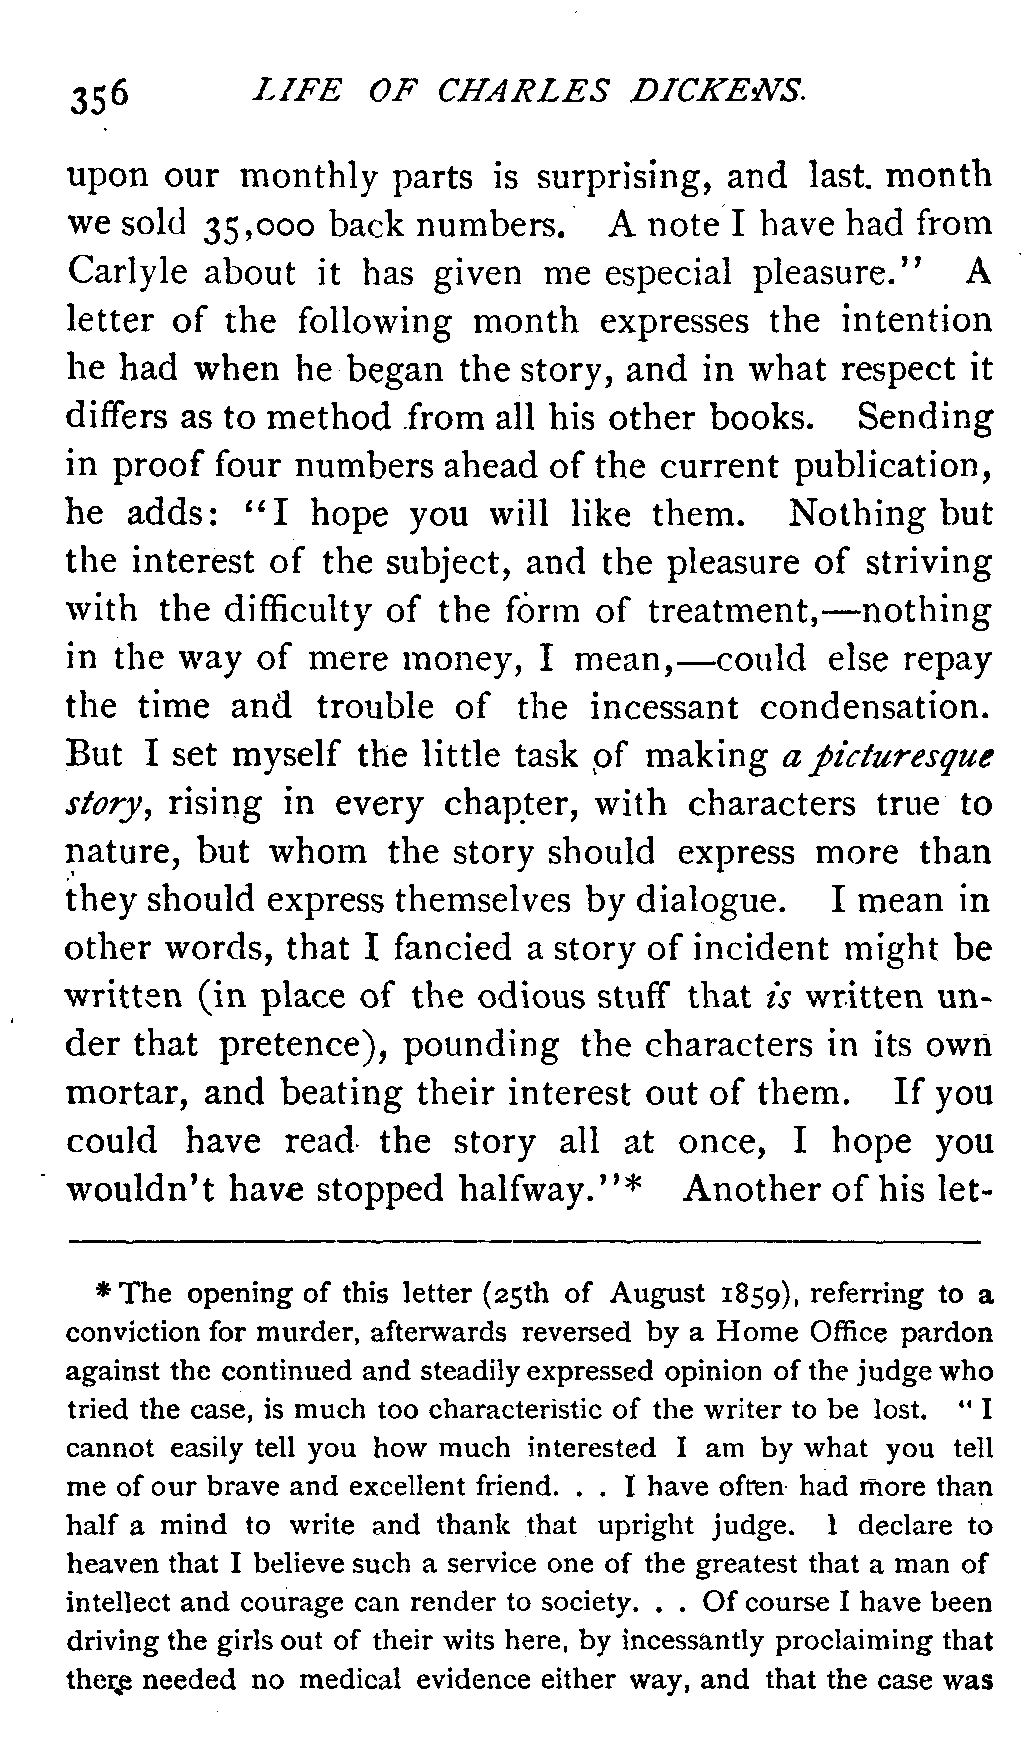 356 LIFE OF CHARLES DICKENS.
upon our monthly parts is surprising, and last month
we sold 35,000 back numbers. A note I have had from
Carlyle about it has given me especial pleasure.” A
letter of the following month expresses the intention
he had when he began the story, and in what respect it
differs as to method from all his other books. Sending
in proof four numbers ahead of the current publication,
he adds: “I hope you will like them. Nothing but
the interest of the subject, and the pleasure of striving
with the difficulty of the form of treatment,—nothing
in the way of mere money, I mean,—could else repay
the time and trouble of the incessant condensation.
But I set myself the little task of making a picturesque
story, rising in every chapter, with characters true to
nature, but whom the story should express more than
they should express themselves by dialogue. I mean in
other words, that I fancied a story of incident might be
written (in place of the odious stuff that is written un-
der that pretence), pounding the characters in its own
mortar, and beating their interest out of them. If you
could have read the story all at once, I hope you
wouldn’t have stopped halfway.”* Another of his let-
* The opening of this letter (25th of August 1859), referring to a
conviction for murder, afterwards reversed by a Home Office pardon
against the continued and steadily expressed opinion of the judge who
tried the case, is much too characteristic of the writer to be lost. “I
cannot easily tell you how much interested I am by what you tell
me of our brave and excellent friend. . . I have often had more than
half a mind to write and thank that upright judge. I declare to
heaven that I believe such a service one of the greatest that a man of
intellect and courage can render to society. . . Of course I have been
driving the girls out of their wits here, by incessantly proclaiming that
there needed no medical evidence either way, and that the case was